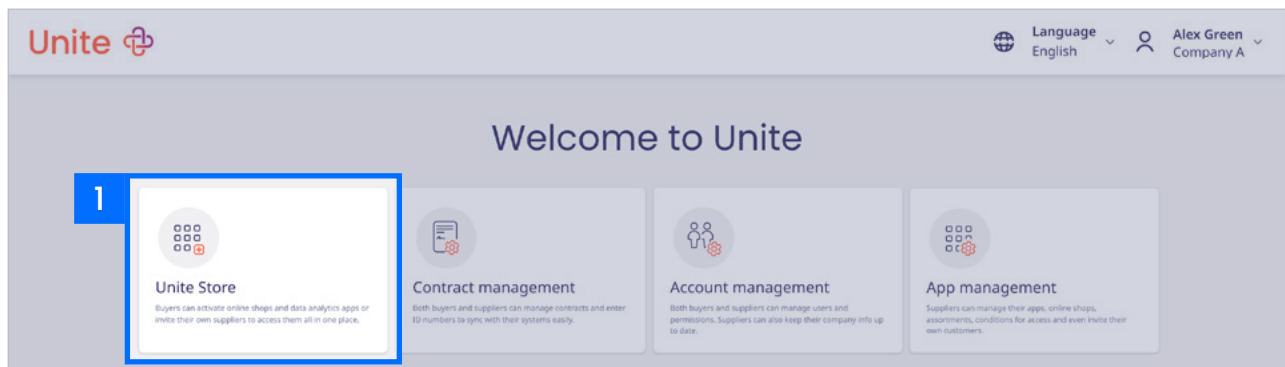 Unite
Language
English
Alex Green
Company A
Welcome to Unite
1
Unite Store
Buyers can activate online shops and data analytics apps or
invite their own suppliers to access them all in one place.
Contract management
Both buyers and suppliers can manage contracts and enter
ID numbers to sync with their systems easily.
Account management
Both buyers and suppliers can manage users and
permissions. Suppliers can also keep their company info up
to date.
App management
Suppliers can manage their apps, online shops,
assortments, conditions for access and even invite their
own customers.